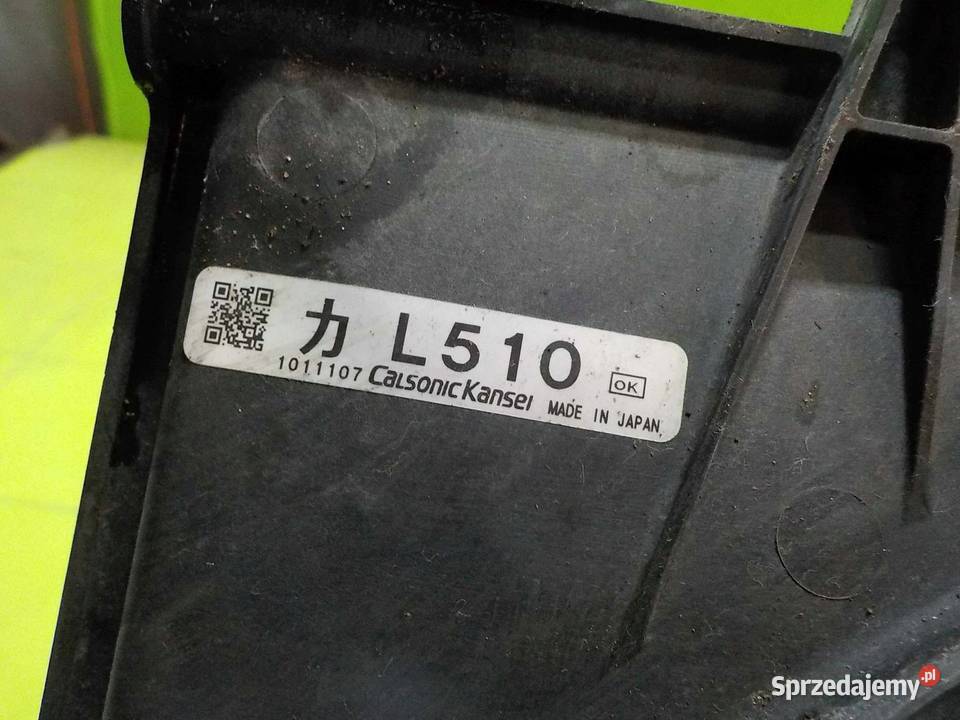 カ L510
OK
1011107 CalsonicKansei MADE IN JAPAN
Sprzedajemy.pl